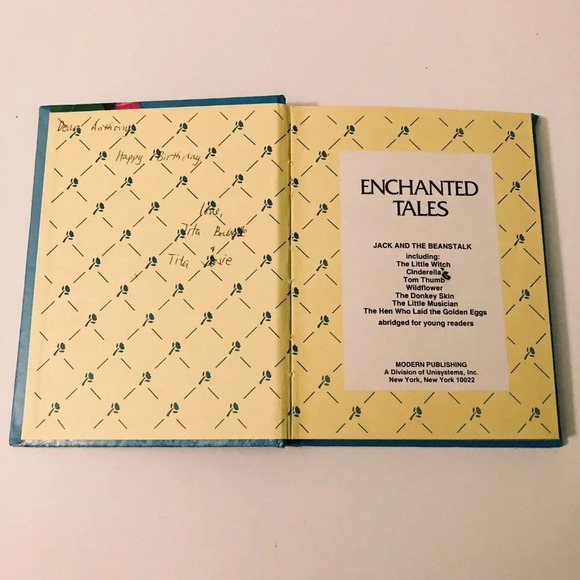 Dear Anthony
Happy Birthday
Love,
Tita
+
Tita
ENCHANTED
TALES
JACK AND THE BEANSTALK
including:
The Little Witch
Cinderella
Tom Thumb
Wildflower
The Donkey Skin
The Little Musician
The Hen Who Laid the Golden Eggs
abridged for young readers
MODERN PUBLISHING
A Division of Unisystems, Inc.
New York, New York 10022